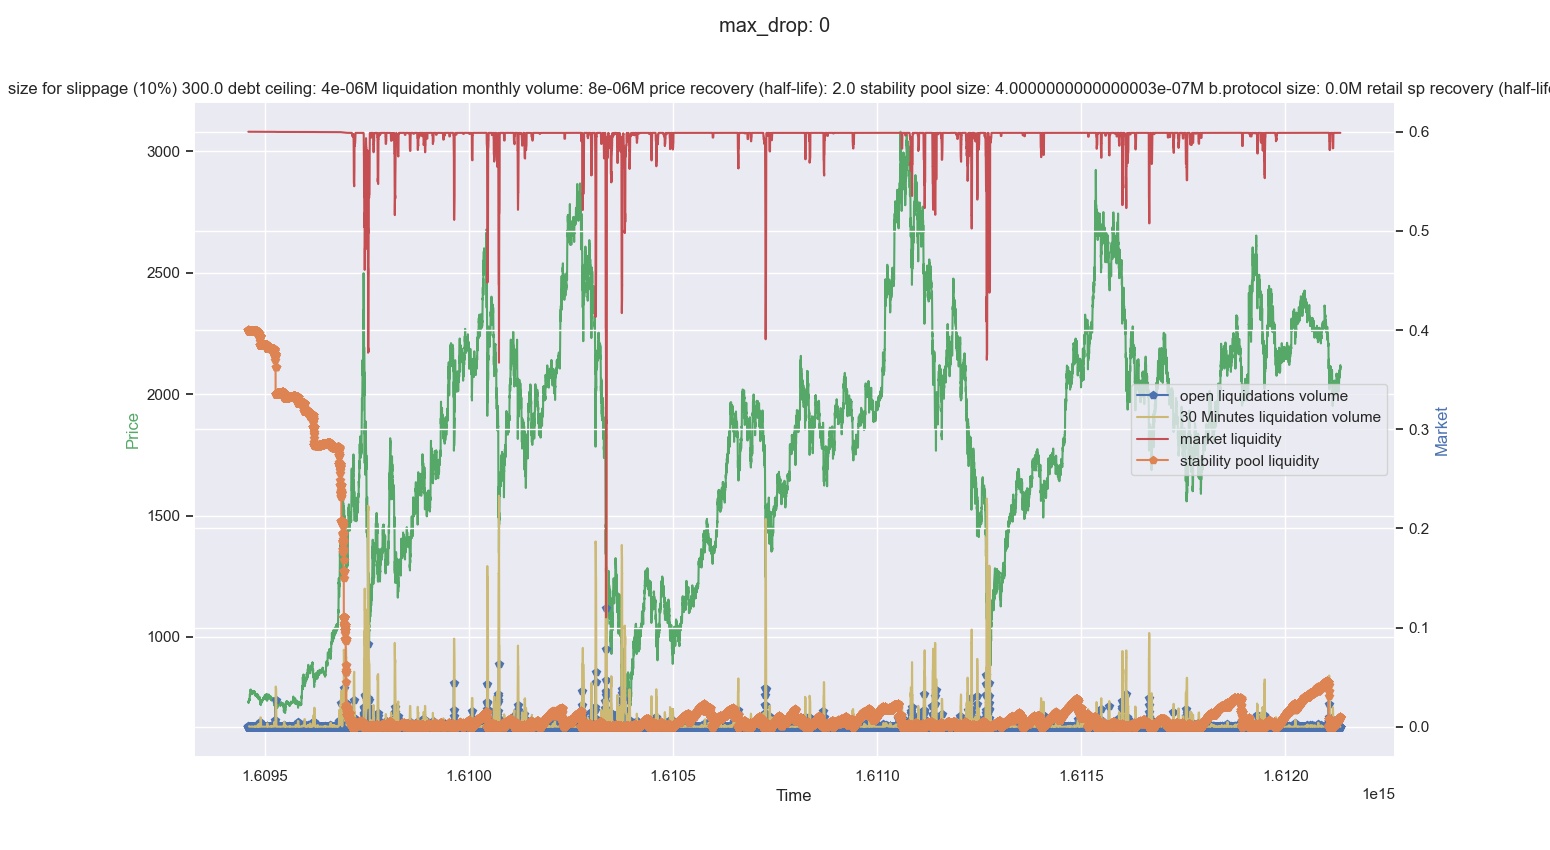 max_drop: 0
size for slippage (10%) 300.0 debt ceiling: 4e-06M liquidation monthly volume: 8e-06M price recovery (half-life): 2.0 stability pool size: 4.0000000000000003e-07M b.protocol size: 0.0M retail sp recovery (half-life
3000
2500
2000
1500
1000
Price
0.6
0.5
0.4
0.3
0.2
0.1
0.0
Market
open liquidations volume
30 Minutes liquidation volume
market liquidity
stability pool liquidity
1.6095 1.6100 1.6105 1.6110 1.6115 1.6120
Time
1e15